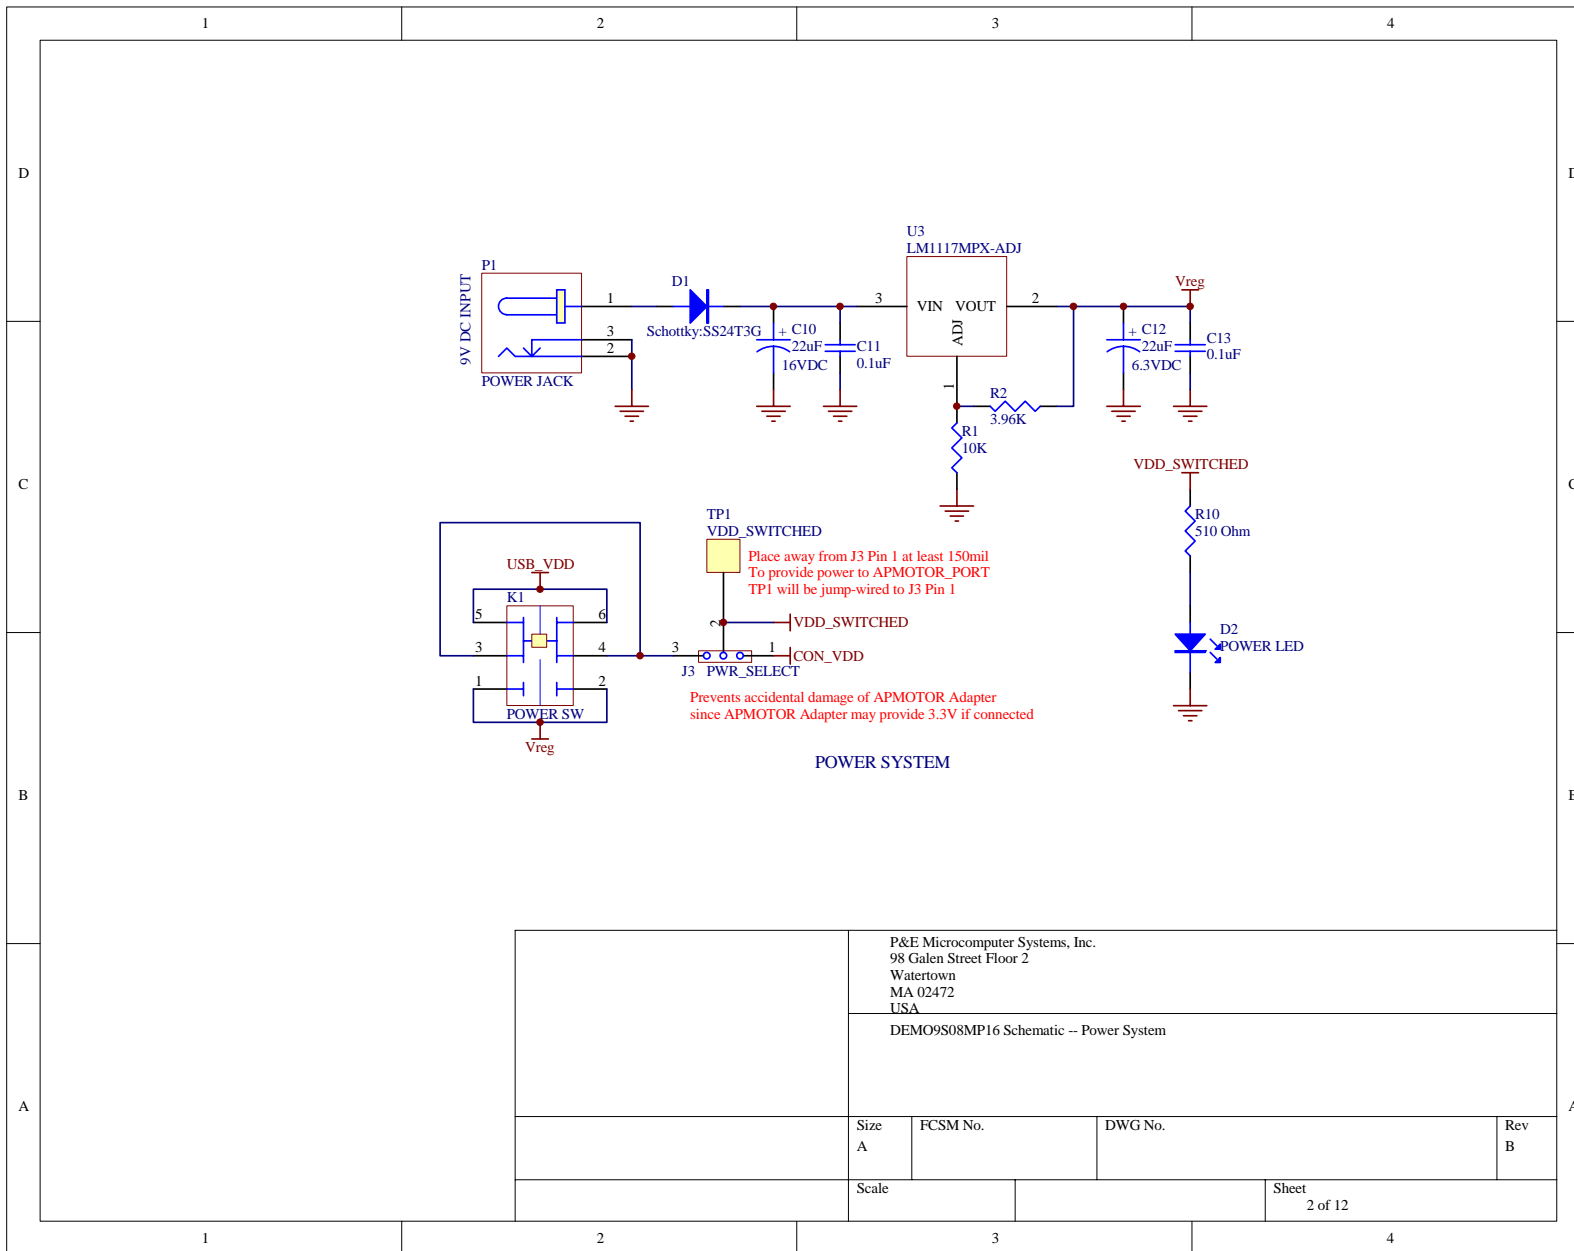 1 2 3 4
D D
U3
LM1117MPX-ADJ
P1
9V DC INPUT
1
3
2
POWER JACK
D1
Schottky:SS24T3G
+ C10
22uF
16VDC
C11
0.1uF
3 VIN VOUT 2
ADJ
1
Vreg
+ C12
22uF
6.3VDC
C13
0.1uF
R2
3.96K
R1
10K
C C
VDD_SWITCHED
R10
510 Ohm
D2
POWER LED
TP1
VDD_SWITCHED
Place away from J3 Pin 1 at least 150mil
To provide power to APMOTOR_PORT
TP1 will be jump-wired to J3 Pin 1
USB_VDD
K1
5 6
3 4
1 2
POWER SW
Vreg
2
VDD_SWITCHED
3 1
CON_VDD
J3 PWR_SELECT
Prevents accidental damage of APMOTOR Adapter
since APMOTOR Adapter may provide 3.3V if connected
POWER SYSTEM
B B
P&E Microcomputer Systems, Inc.
98 Galen Street Floor 2
Watertown
MA 02472
USA
DEMO9S08MP16 Schematic -- Power System
A A
Size FCSM No. DWG No. Rev
A B
Scale Sheet
2 of 12
1 2 3 4